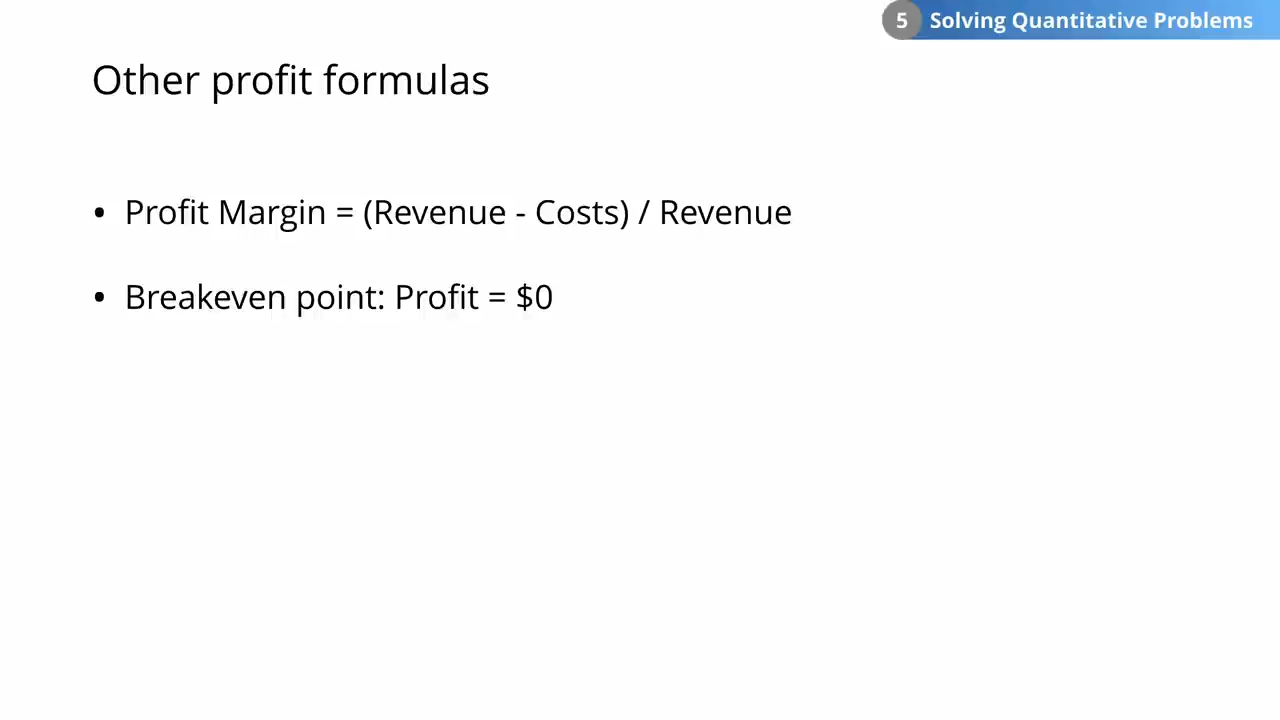 5 Solving Quantitative Problems
Other profit formulas
• Profit Margin = (Revenue - Costs) / Revenue
• Breakeven point: Profit = $0